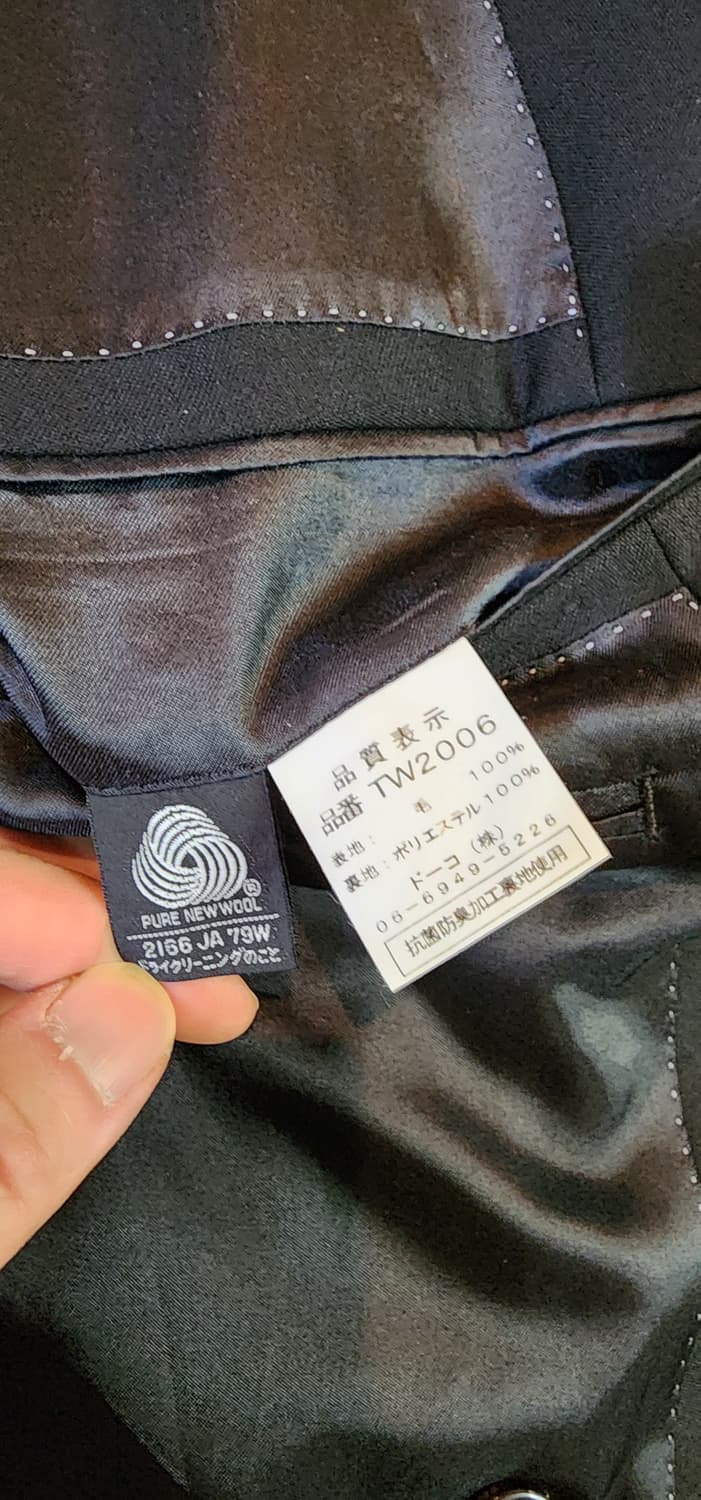 PURE NEW WOOL
2166 JA 79W
ドライクリーニングのこと
品質表示
品番 TW2006
表地： 毛 100%
裏地：ポリエステル100%
ドーコ（株）
06-6949-5226
抗菌防臭加工裏地使用